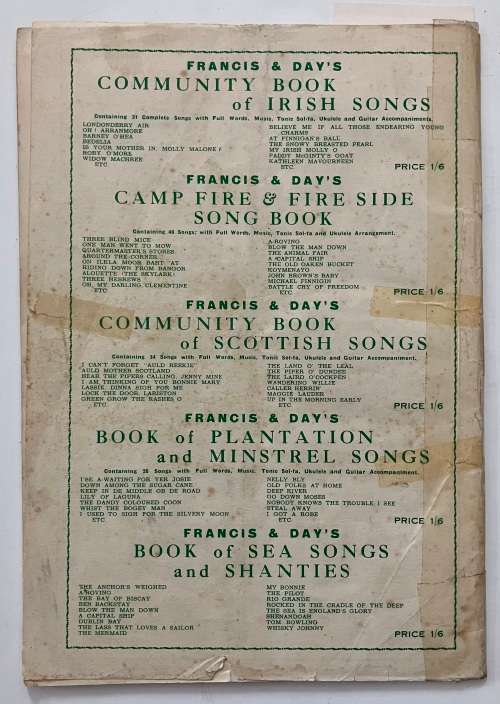 FRANCIS & DAY'S
COMMUNITY BOOK
of IRISH SONGS
Containing 31 Complete Songs with Full Words, Music, Tonic Sol-fa, Ukulele and Guitar Accompaniments.
LONDONDERRY AIR
OH! ARRANMORE
BARNEY O'HEA
BEDELIA
IS YOUR MOTHER IN, MOLLY MALONE?
RORY O'MORE
WIDOW MACHREE
ETC
BELIEVE ME IF ALL THOSE ENDEARING YOUNG
CHARMS
AT FINNIGAN'S BALL
THE SNOWY BREASTED PEARL
MY IRISH MOLLY O
PADDY McGINTY'S GOAT
KATHLEEN MAVOURNEEN
ETC
PRICE 1/6
FRANCIS & DAY'S
CAMP FIRE & FIRE SIDE
SONG BOOK
Containing 46 Songs; with Full Words, Music, Tonic Sol-fa and Ukulele Arrangement.
THREE BLIND MICE
ONE MAN WENT TO MOW
QUARTERMASTER'S STORES
AROUND THE CORNER
ON ILKLA MOOR BAHT 'AT
RIDING DOWN FROM BANGOR
ALOUETTE (THE SKYLARK)
THREE HEBREWS
OH, MY DARLING CLEMENTINE
ETC
A-ROVING
BLOW THE MAN DOWN
THE ANIMAL FAIR
A CAPITAL SHIP
THE OLD OAKEN BUCKET
KOYMENAYO
JOHN BROWN'S BABY
MICHAEL FINNIGIN
BATTLE CRY OF FREEDOM
ETC
PRICE 1/6
FRANCIS & DAY'S
COMMUNITY BOOK
of SCOTTISH SONGS
Containing 34 Songs with Full Words, Music, Tonic Sol-fa, Ukulele and Guitar Accompaniment.
I CAN'T FORGET "AULD REEKIE"
AULD MOTHER SCOTLAND
HEAR THE PIPERS CALLING, JENNY MINE
I AM THINKING OF YOU BONNIE MARY
LASSIE, DINNA SIGH FOR ME
LOCK THE DOOR, LARISTON
GREEN GROW THE RASHES O
ETC
THE LAND O' THE LEAL
THE PIPER O' DUNDEE
THE LAIRD O'COCKPEN
WANDERING WILLIE
CALLER HERRIN'
MAGGIE LAUDER
UP IN THE MORNING EARLY
ETC
PRICE 1/6
FRANCIS & DAY'S
BOOK of PLANTATION
and MINSTREL SONGS
Containing 36 Songs with Full Words, Music, Tonic Sol-fa, Ukulele and Guitar Accompaniment.
I'SE A-WAITING FOR YER JOSIE
DOWN AMONG THE SUGAR CANE
KEEP IN DE MIDDLE OB DE ROAD
LILY OF LAGUNA
THE DANDY COLOURED COON
WHIST THE BOGEY MAN
I USED TO SIGH FOR THE SILVERY MOON
ETC
NELLY BLY
OLD FOLKS AT HOME
DEEP RIVER
GO DOWN MOSES
NOBODY KNOWS THE TROUBLE I SEE
STEAL AWAY
I GOT A ROBE
ETC
PRICE 1/6
FRANCIS & DAY'S
BOOK of SEA SONGS
and SHANTIES
THE ANCHOR'S WEIGHED
A-ROVING
THE BAY OF BISCAY
BEN BACKSTAY
BLOW THE MAN DOWN
A CAPITAL SHIP
DUBLIN BAY
THE LASS THAT LOVES A SAILOR
THE MERMAID
MY BONNIE
THE PILOT
RIO GRANDE
ROCKED IN THE CRADLE OF THE DEEP
THE SEA IS ENGLAND'S GLORY
SHENANDOAH
TOM BOWLING
WHISKY JOHNNY
PRICE 1/6